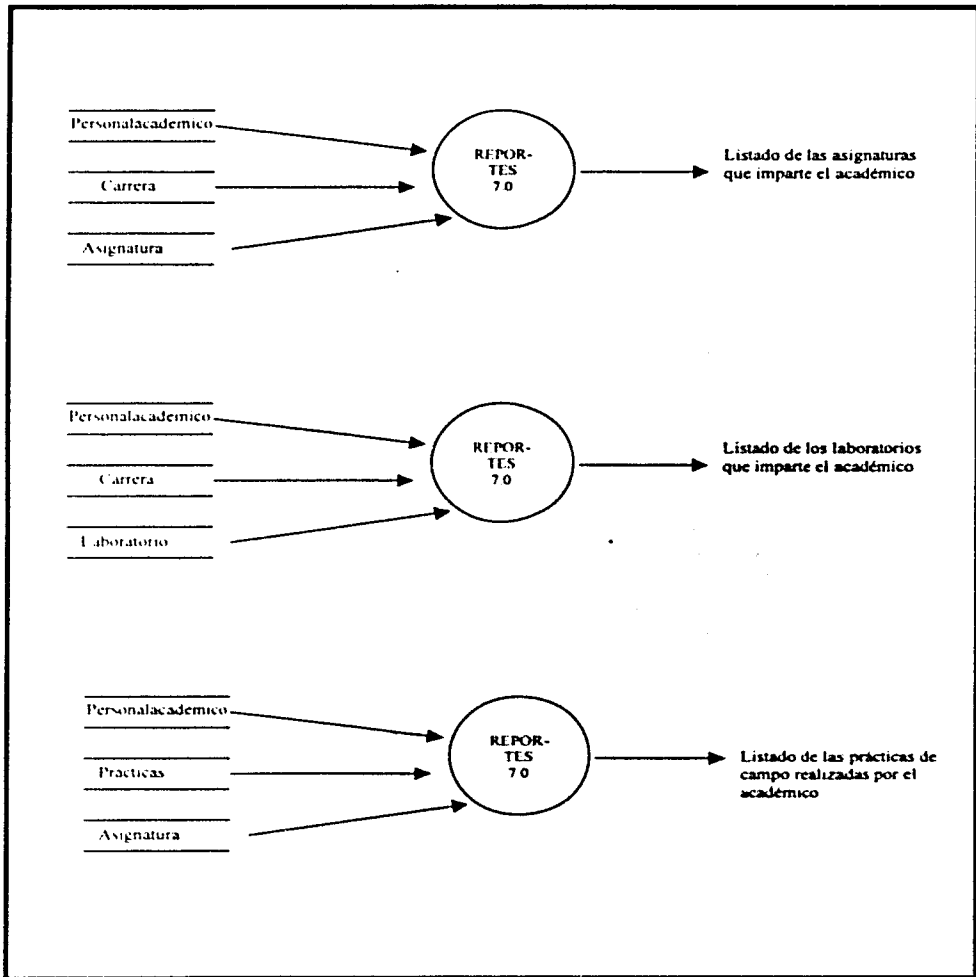 Personalacademico
Carrera
Asignatura
REPOR-
TES
7.0
Listado de las asignaturas
que imparte el académico
Personalacadeimico
Carrera
Laboratorio
REPOR-
TES
7.0
Listado de los laboratorios
que imparte el académico
Personalacademico
Prácticas
Asignatura
REPOR-
TES
7.0
Listado de las prácticas de
campo realizadas por el
académico